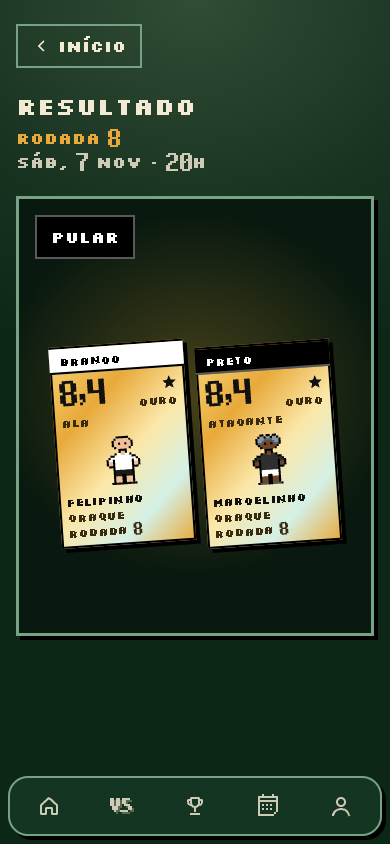 INÍCIO
RESULTADO
RODADA 8
SÁB, 7 NOV · 20H
PULAR
BRANCO
8,4
OURO
ALA
FELIPINHO
CRAQUE
RODADA 8
PRETO
8,4
OURO
ATACANTE
MARCELINHO
CRAQUE
RODADA 8
VS